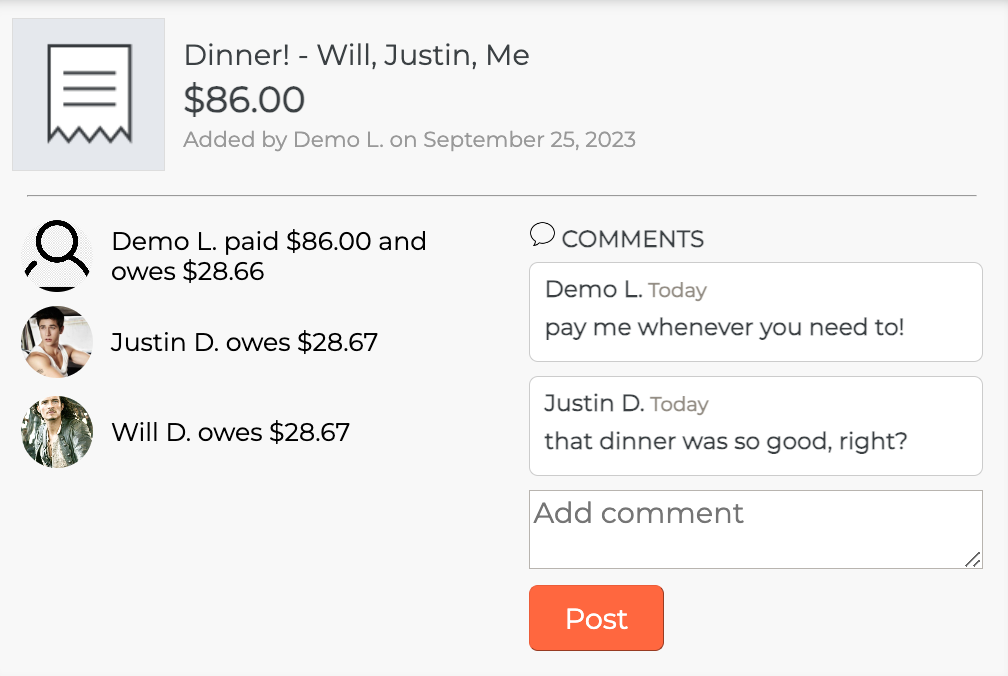 Dinner! - Will, Justin, Me
$86.00
Added by Demo L. on September 25, 2023
Demo L. paid $86.00 and
owes $28.66
Justin D. owes $28.67
Will D. owes $28.67
COMMENTS
Demo L. Today
pay me whenever you need to!
Justin D. Today
that dinner was so good, right?
Add comment
Post